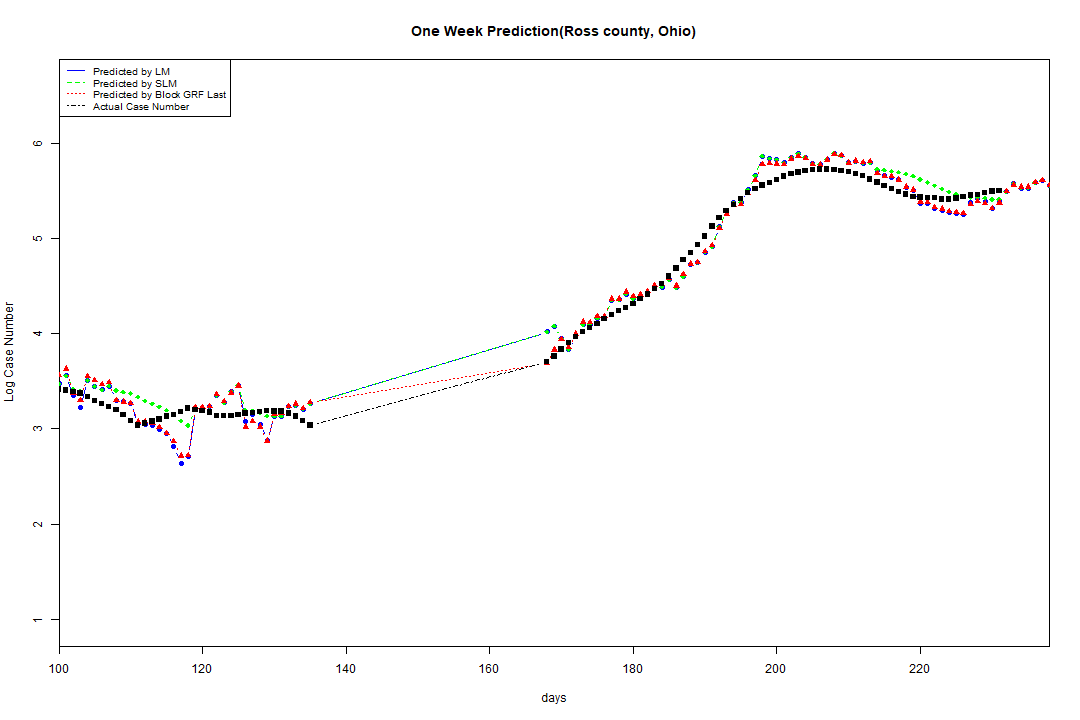 One Week Prediction(Ross county, Ohio)
Predicted by LM
Predicted by SLM
Predicted by Block GRF Last
Actual Case Number
Log Case Number
6
5
4
3
2
1
100 120 140 160 180 200 220
days